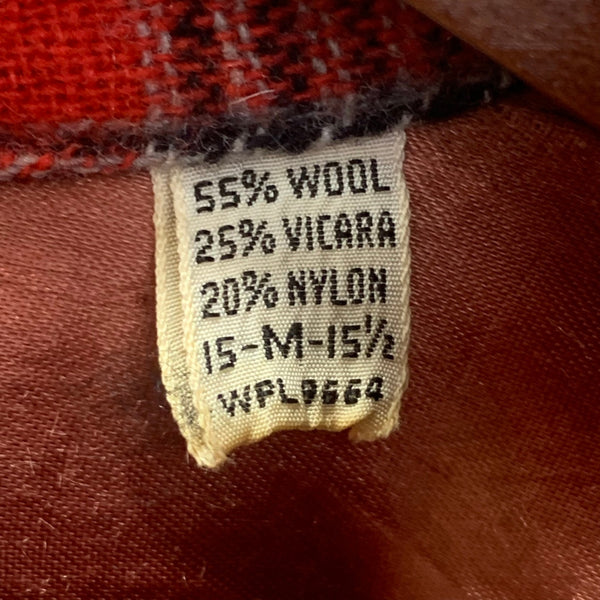 55% WOOL
25% VICARA
20% NYLON
15-M-15½
WPL9664